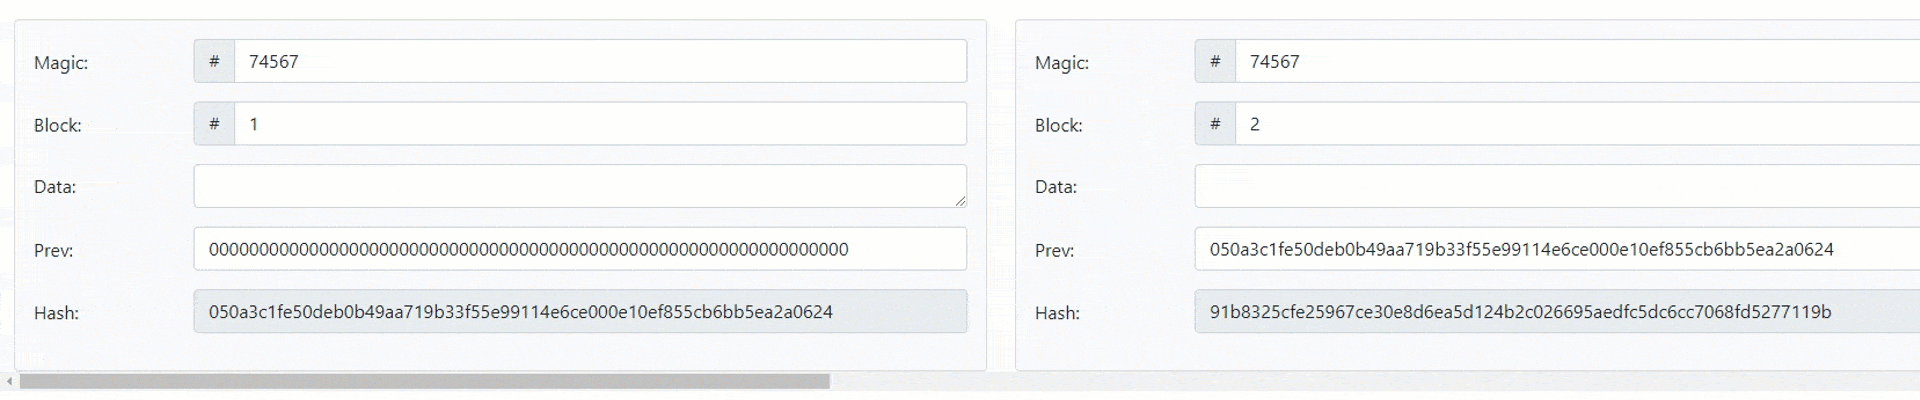 Magic: # 74567
Block: # 1
Data:
Prev: 0000000000000000000000000000000000000000000000000000000000000000
Hash: 050a3c1fe50deb0b49aa719b33f55e99114e6ce000e10ef855cb6bb5ea2a0624
Magic: # 74567
Block: # 2
Data:
Prev: 050a3c1fe50deb0b49aa719b33f55e99114e6ce000e10ef855cb6bb5ea2a0624
Hash: 91b8325cfe25967ce30e8d6ea5d124b2c026695aedfc5dc6cc7068fd5277119b